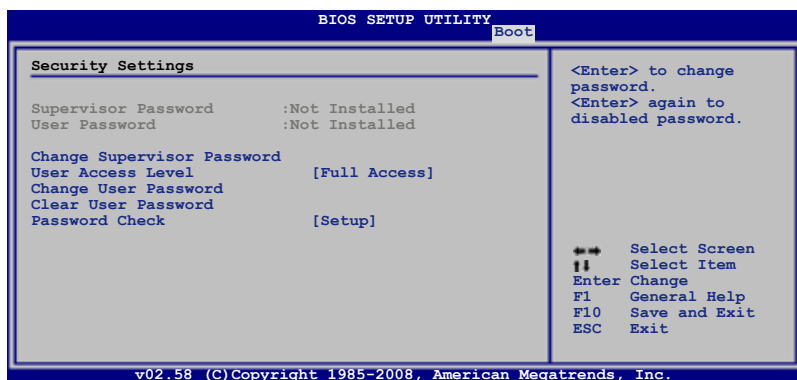 BIOS SETUP UTILITY
Boot
Security Settings
Supervisor Password :Not Installed
User Password :Not Installed
Change Supervisor Password
User Access Level [Full Access]
Change User Password
Clear User Password
Password Check [Setup]
<Enter> to change
password.
<Enter> again to
disabled password.
←→ Select Screen
↑↓ Select Item
Enter Change
F1 General Help
F10 Save and Exit
ESC Exit
v02.58 (C)Copyright 1985-2008, American Megatrends, Inc.